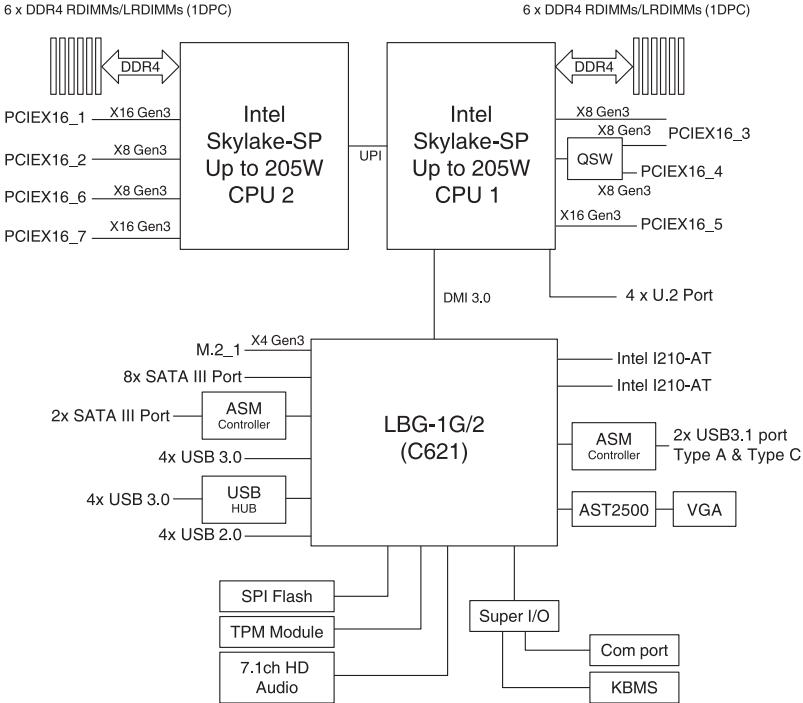 6 x DDR4 RDIMMs/LRDIMMs (1DPC)
6 x DDR4 RDIMMs/LRDIMMs (1DPC)
DDR4
DDR4
Intel
Skylake-SP
Up to 205W
CPU 2
UPI
Intel
Skylake-SP
Up to 205W
CPU 1
PCIEX16_1
X16 Gen3
PCIEX16_2
X8 Gen3
PCIEX16_6
X8 Gen3
PCIEX16_7
X16 Gen3
X8 Gen3
X8 Gen3
PCIEX16_3
QSW
PCIEX16_4
X8 Gen3
X16 Gen3
PCIEX16_5
DMI 3.0
4 x U.2 Port
M.2_1
X4 Gen3
8x SATA III Port
2x SATA III Port
ASM
Controller
4x USB 3.0
4x USB 3.0
USB
HUB
4x USB 2.0
LBG-1G/2
(C621)
Intel I210-AT
Intel I210-AT
ASM
Controller
2x USB3.1 port
Type A & Type C
AST2500
VGA
SPI Flash
TPM Module
7.1ch HD
Audio
Super I/O
Com port
KBMS